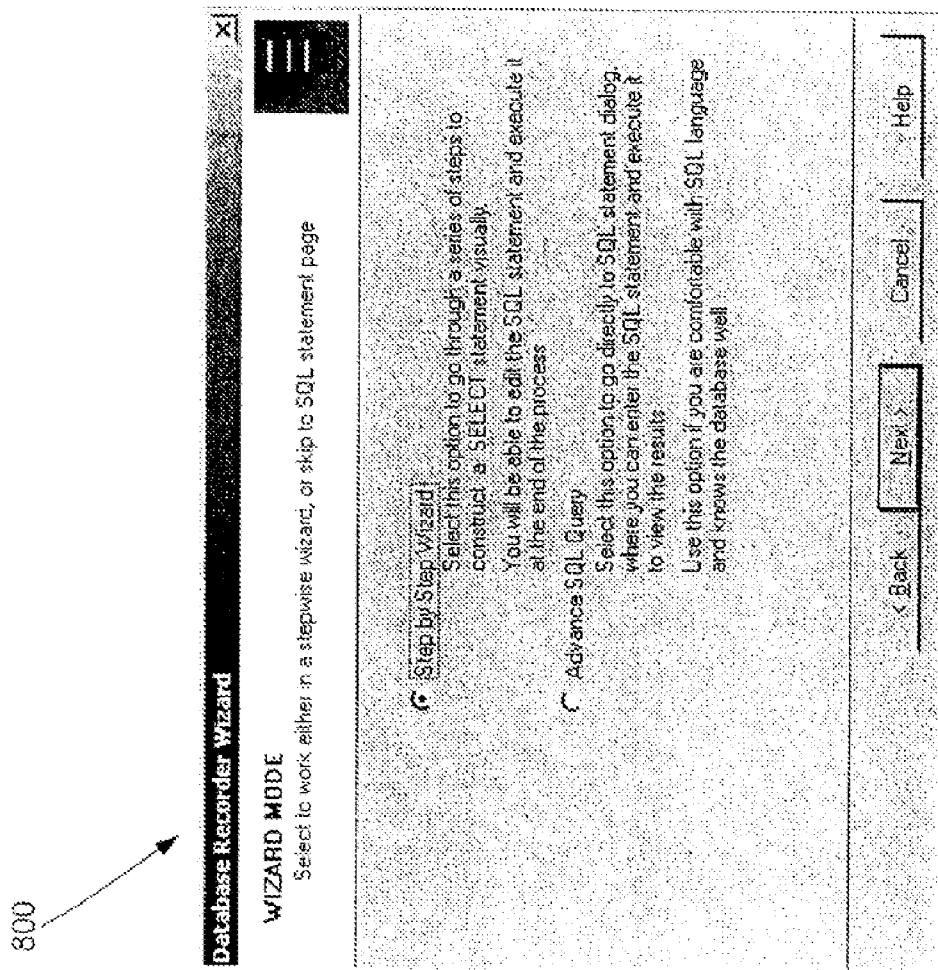 800
Database Recorder Wizard
WIZARD MODE
Select to work either in a stepwise wizard, or skip to SQL statement page
Step by Step Wizard
Select this option to go through a series of steps to
construct a SELECT statement visually.
You will be able to edit the SQL statement and execute it
at the end of the process
Advance SQL Query
Select this option to go directly to SQL statement dialog,
where you can enter the SQL statement and execute it
to view the results
Use this option if you are comfortable with SQL language
and knows the database well
< Back
New >
Cancel
Help